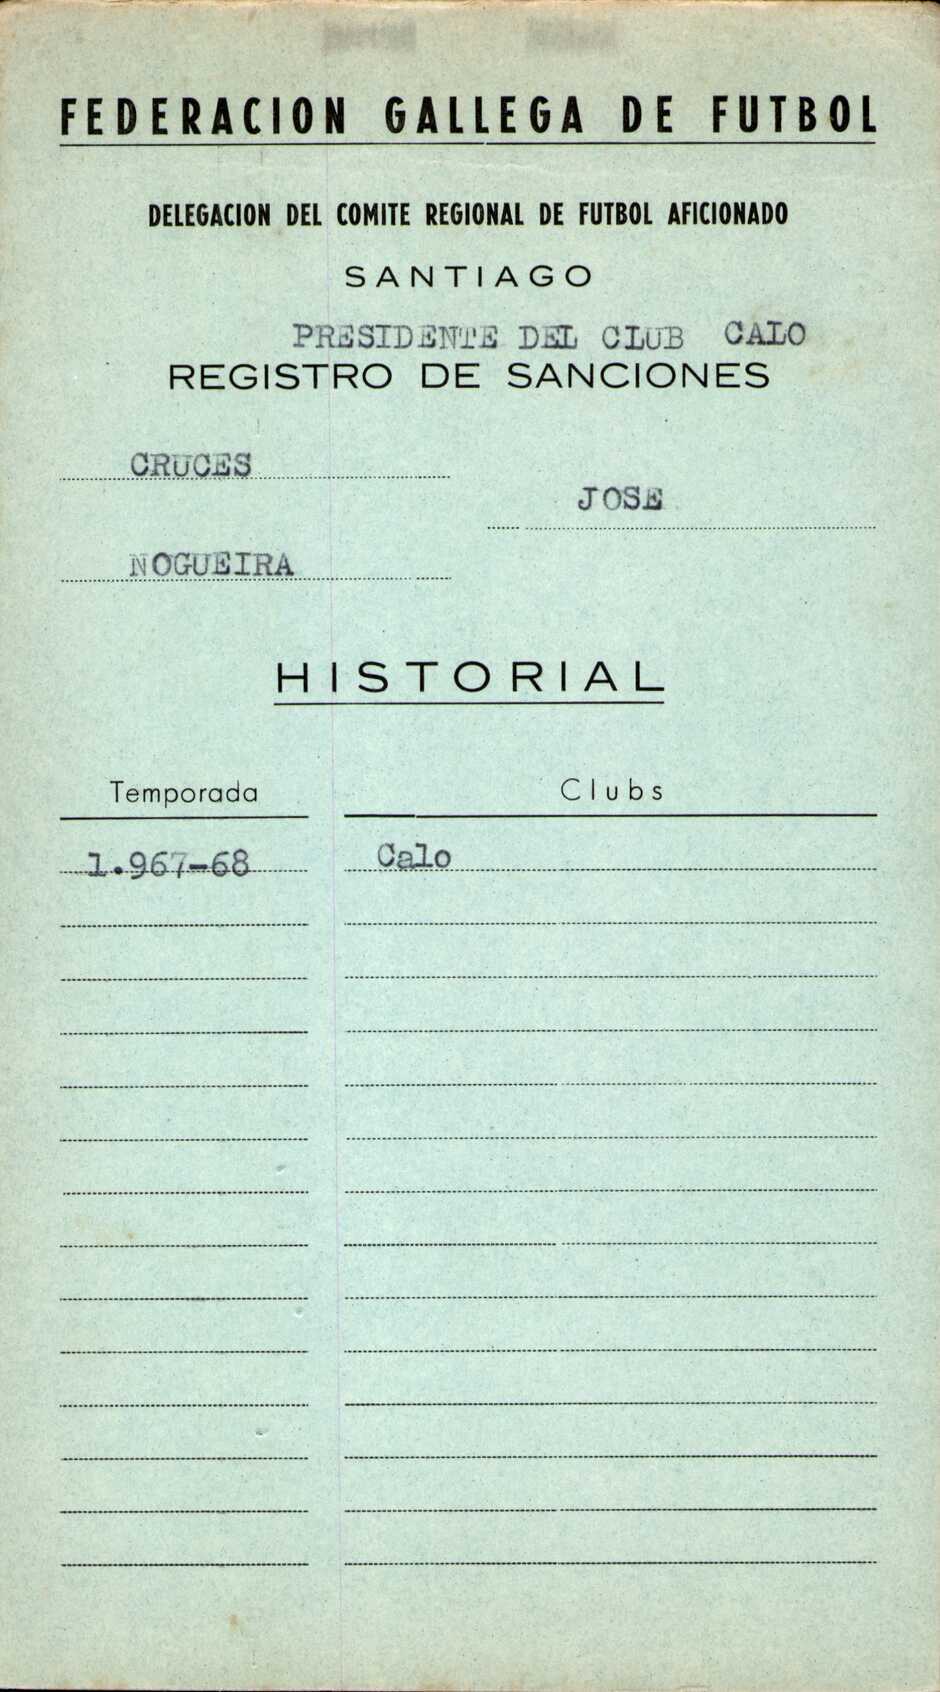 FEDERACION GALLEGA DE FUTBOL
DELEGACION DEL COMITE REGIONAL DE FUTBOL AFICIONADO
SANTIAGO
PRESIDENTE DEL CLUB CALO
REGISTRO DE SANCIONES
CRUCES
JOSE
NOGUEIRA
HISTORIAL
Temporada Clubs
1.967-68 Calo